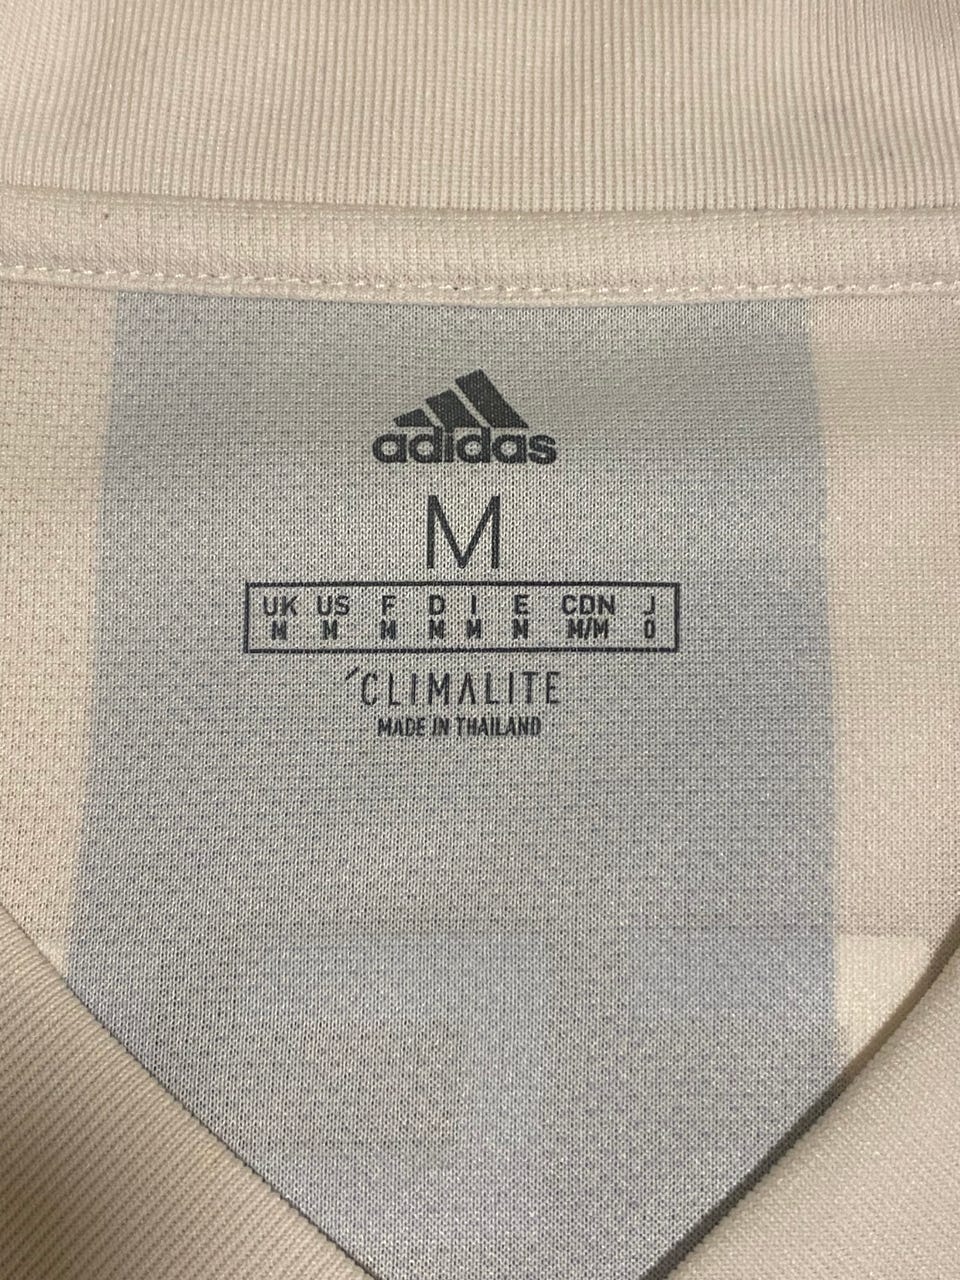 adidas
M
UK US F D I E CDN J
M M M M M M M/M O
´CLIMALITE
MADE IN THAILAND